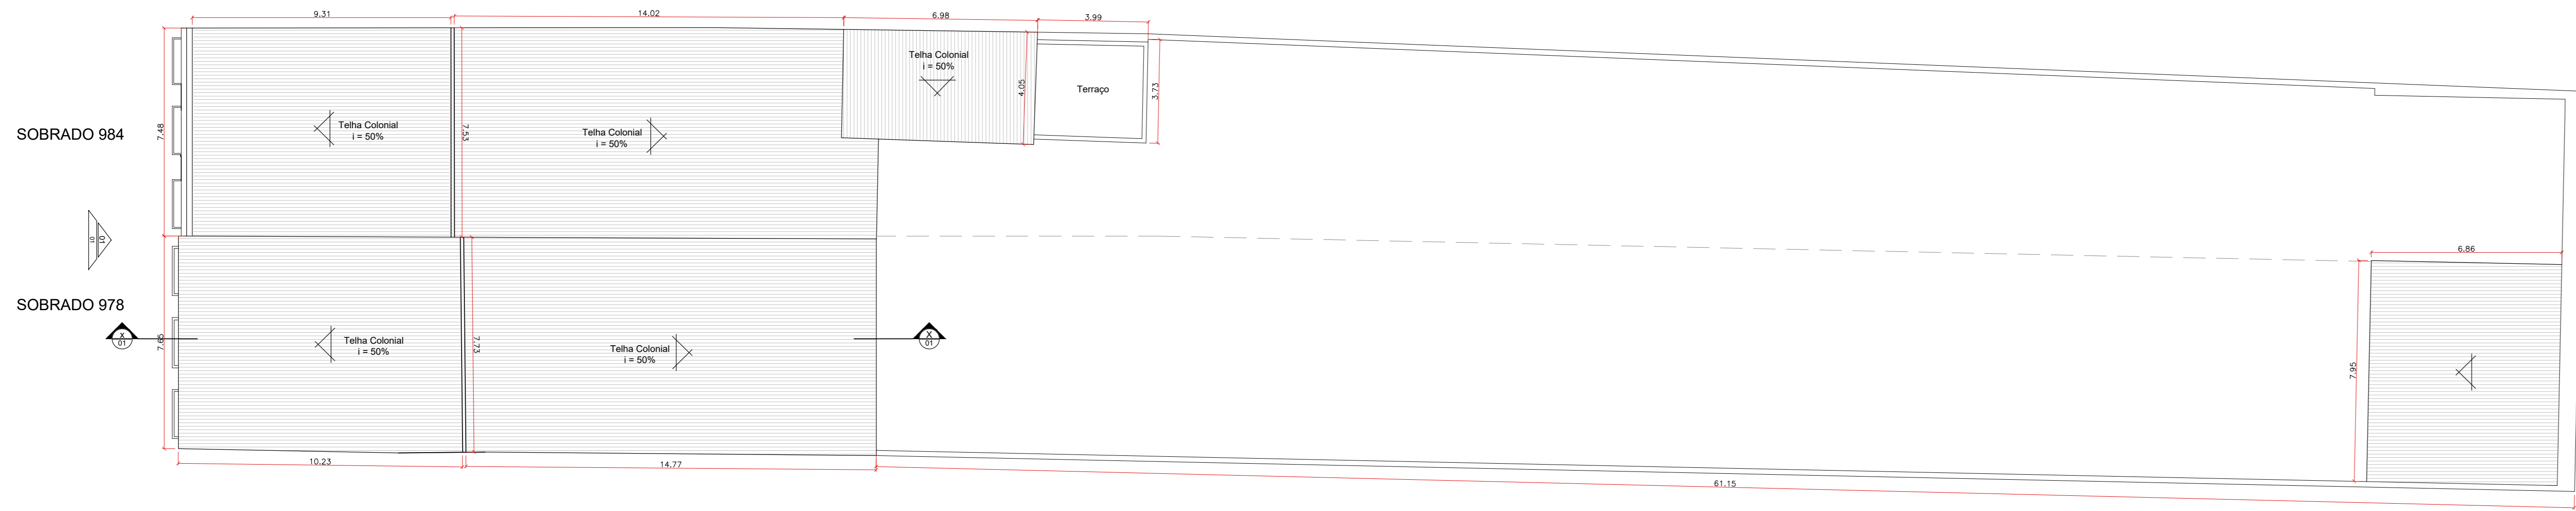 9.31
14.02
6.98
3.99
Telha Colonial
i = 50%
4.05
Terraço
3.73
SOBRADO 984
7.48
Telha Colonial
i = 50%
7.53
Telha Colonial
i = 50%
01
01
6.86
SOBRADO 978
X
01
7.65
Telha Colonial
i = 50%
7.73
Telha Colonial
i = 50%
X
01
7.95
10.23
14.77
61.15